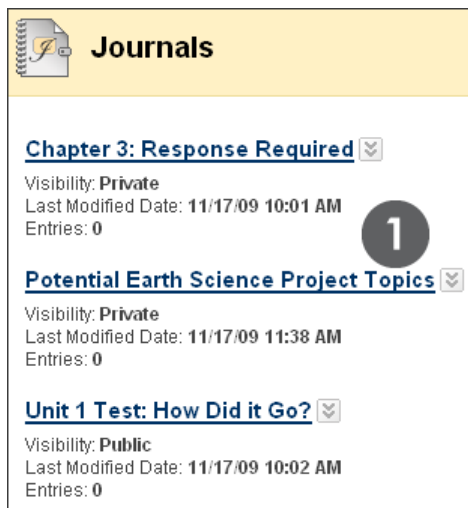 Journals
Chapter 3: Response Required
Visibility: Private
Last Modified Date: 11/17/09 10:01 AM
Entries: 0
1
Potential Earth Science Project Topics
Visibility: Private
Last Modified Date: 11/17/09 11:38 AM
Entries: 0
Unit 1 Test: How Did it Go?
Visibility: Public
Last Modified Date: 11/17/09 10:02 AM
Entries: 0